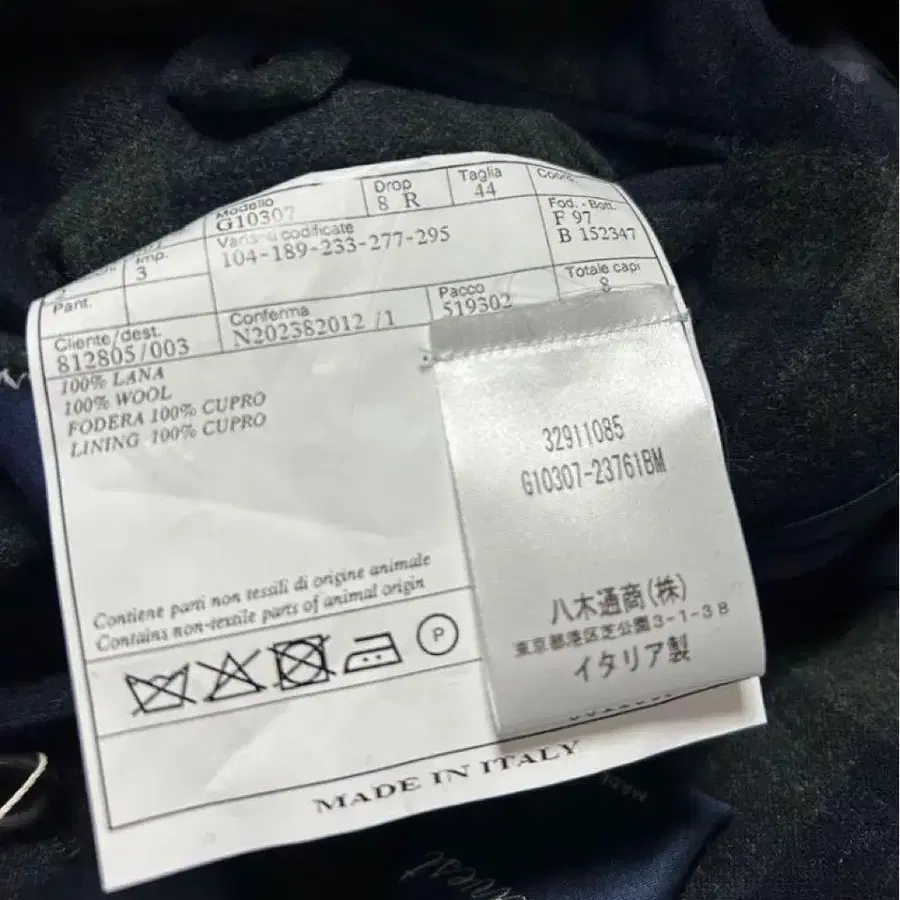 Modello
G10307
Drop
8 R
Taglia
44
Imp.
3
104-189-233-277-295
Fod. - Bott.
F 97
B 152347
Pant.
Cliente/dest.
812805/003
Conferma
N202382012 /1
Pacco
519302
Totale capi
8
100% LANA
100% WOOL
FODERA 100% CUPRO
LINING 100% CUPRO
Contiene parti non tessili di origine animale
Contains non-textile parts of animal origin
P
MADE IN ITALY
32911085
G10307-23761BM
八木通商(株)
東京都港区芝公園3-1-38
イタリア製